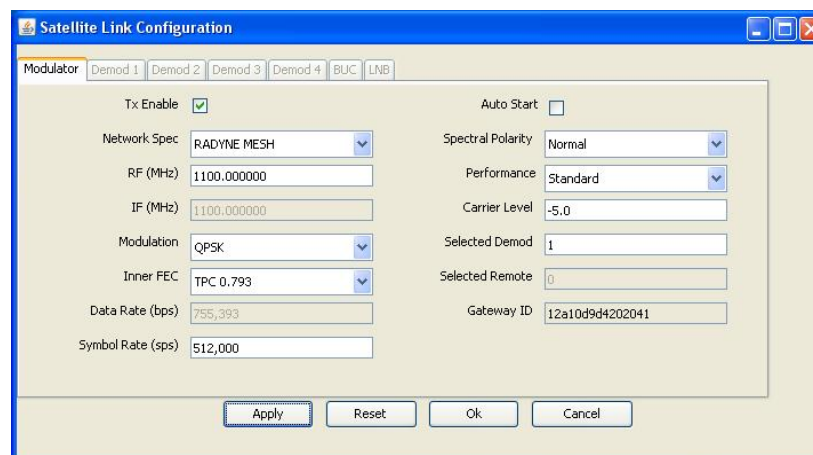 Satellite Link Configuration
Modulator Demod 1 Demod 2 Demod 3 Demod 4 BUC LNB
Tx Enable Auto Start
Network Spec RADYNE MESH Spectral Polarity Normal
RF (MHz) 1100.000000 Performance Standard
IF (MHz) 1100.000000 Carrier Level -5.0
Modulation QPSK Selected Demod 1
Inner FEC TPC 0.793 Selected Remote 0
Data Rate (bps) 755,393 Gateway ID 12a10d9d4202041
Symbol Rate (sps) 512,000
Apply Reset Ok Cancel